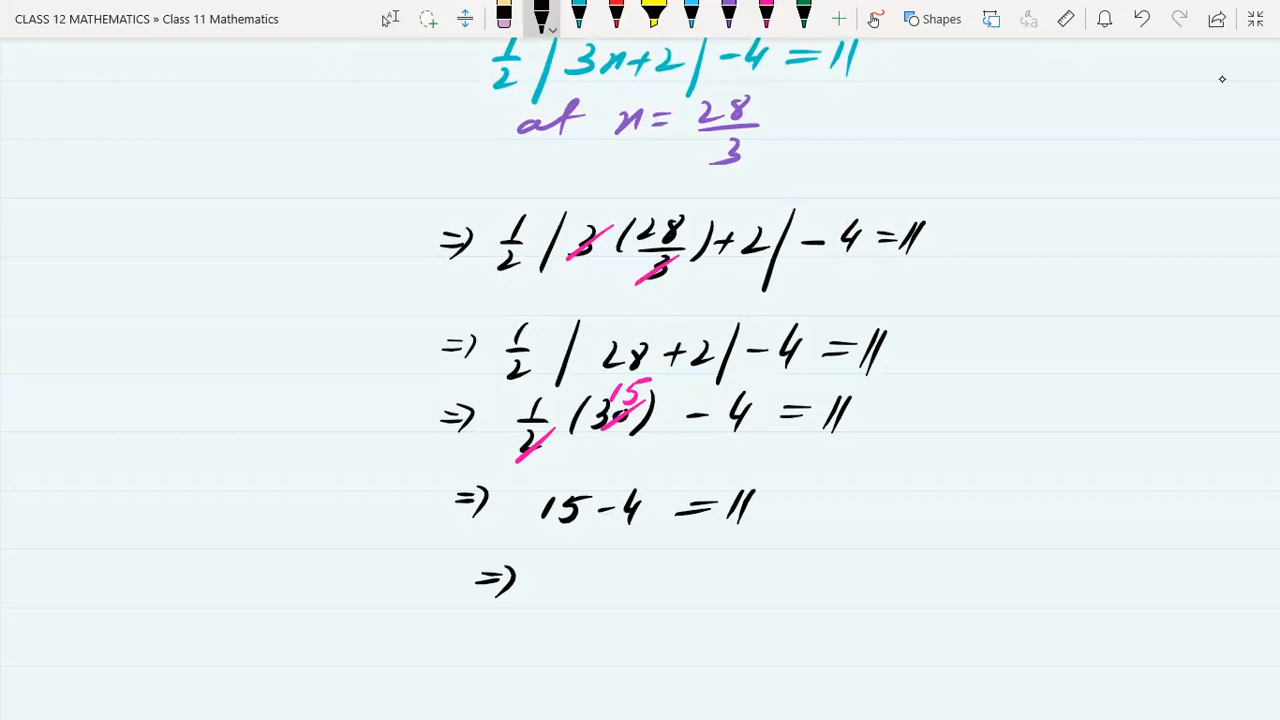 CLASS 12 MATHEMATICS » Class 11 Mathematics
Shapes
1/2 |3x+2| -4 = 11
at x = 28/3
=> 1/2 |3(28/3)+2| - 4 = 11
=> 1/2 | 28 +2| - 4 = 11
15
=> 1/2 (30) - 4 = 11
=> 15-4 = 11
=>